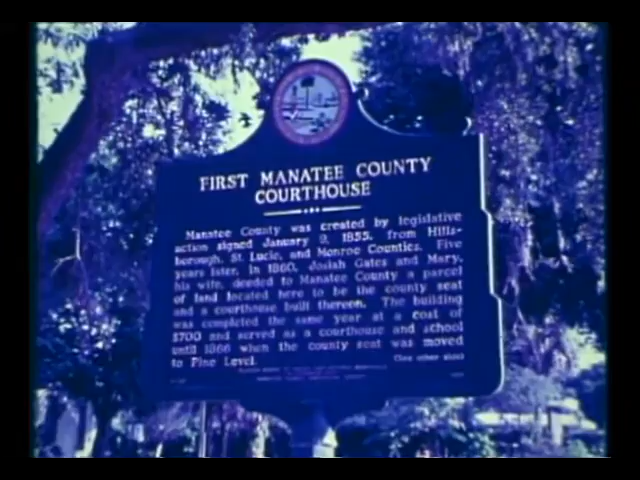 FIRST MANATEE COUNTY
COURTHOUSE
Manatee County was created by legislative
action signed January 9, 1855, from Hills-
borough, St. Lucie, and Monroe Counties. Five
years later, in 1860, Josiah Gates and Mary,
his wife, deeded to Manatee County a parcel
of land located here to be the county seat
and a courthouse built thereon. The building
was completed the same year at a cost of
$700 and served as a courthouse and school
until 1866 when the county seat was moved
to Pine Level. (See other side)